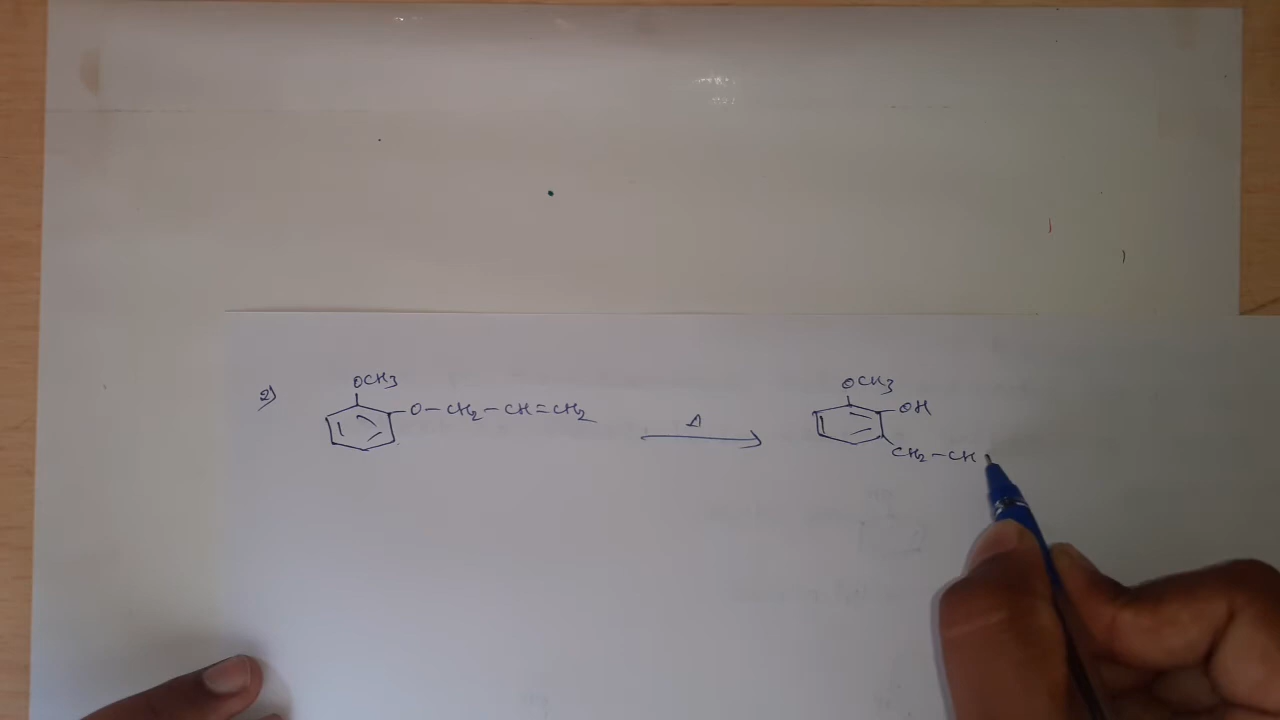 2)
OCH3
O-CH2-CH=CH2
Δ
OCH3
OH
CH2-CH